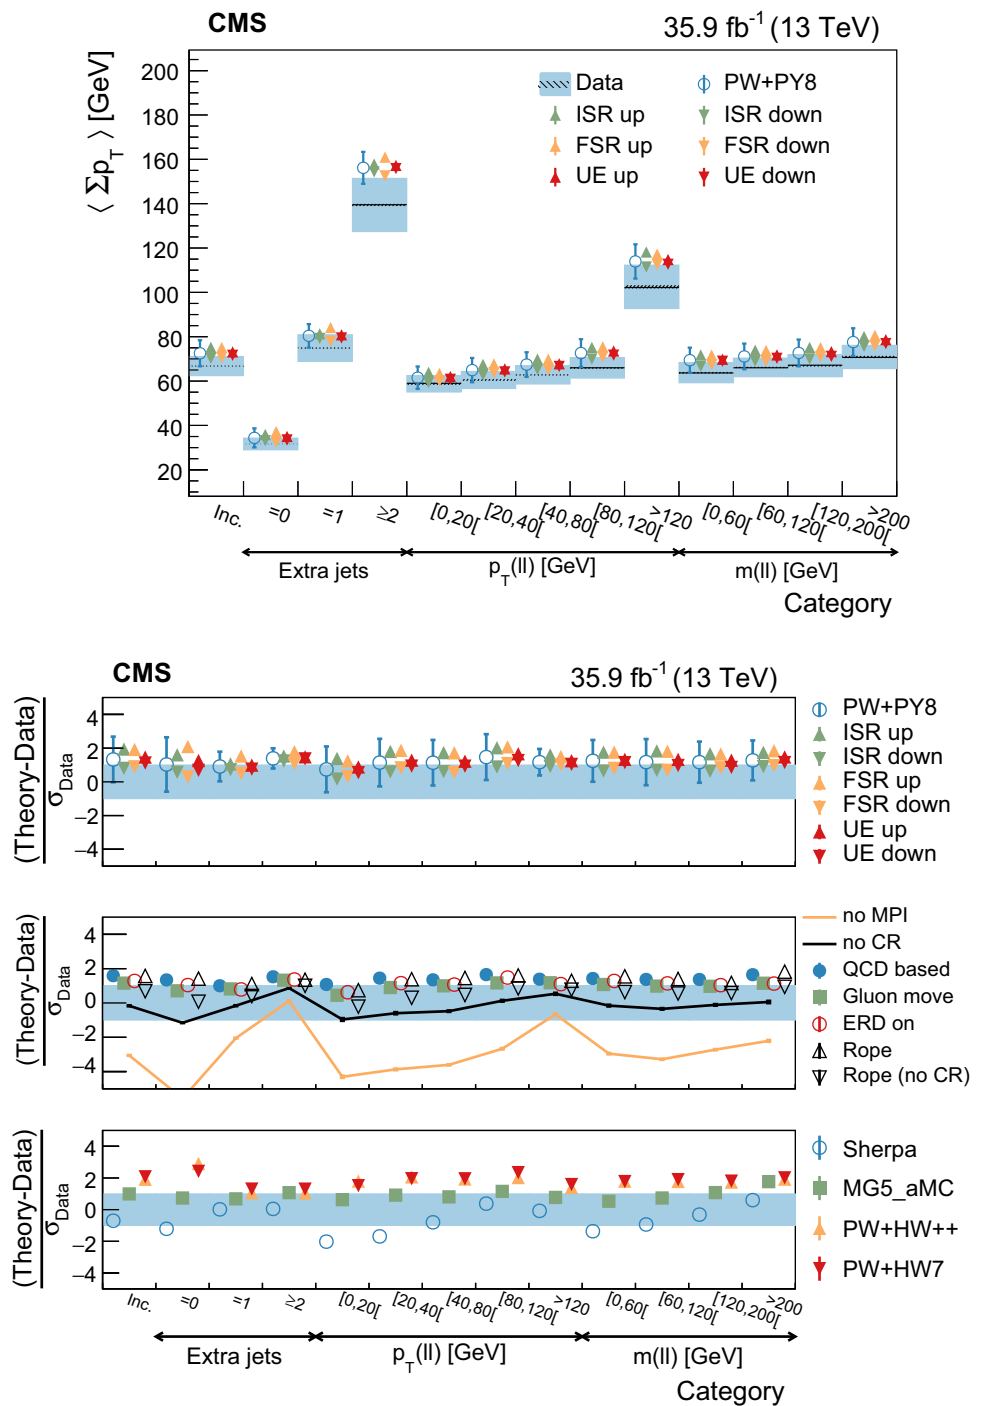 CMS 35.9 fb⁻¹ (13 TeV)
⟨ Σp_T ⟩ [GeV]
200
180
160
140
120
100
80
60
40
20
Data PW+PY8
ISR up ISR down
FSR up FSR down
UE up UE down
Inc. =0 =1 ≥2 [0,20[ [20,40[ [40,80[ [80,120[ >120 [0,60[ [60,120[ [120,200[ >200
Extra jets p_T(ll) [GeV] m(ll) [GeV]
Category
CMS 35.9 fb⁻¹ (13 TeV)
(Theory-Data)
σ_Data
4
2
0
−2
−4
PW+PY8
ISR up
ISR down
FSR up
FSR down
UE up
UE down
(Theory-Data)
σ_Data
4
2
0
−2
−4
no MPI
no CR
QCD based
Gluon move
ERD on
Rope
Rope (no CR)
(Theory-Data)
σ_Data
4
2
0
−2
−4
Sherpa
MG5_aMC
PW+HW++
PW+HW7
Inc. =0 =1 ≥2 [0,20[ [20,40[ [40,80[ [80,120[ >120 [0,60[ [60,120[ [120,200[ >200
Extra jets p_T(ll) [GeV] m(ll) [GeV]
Category